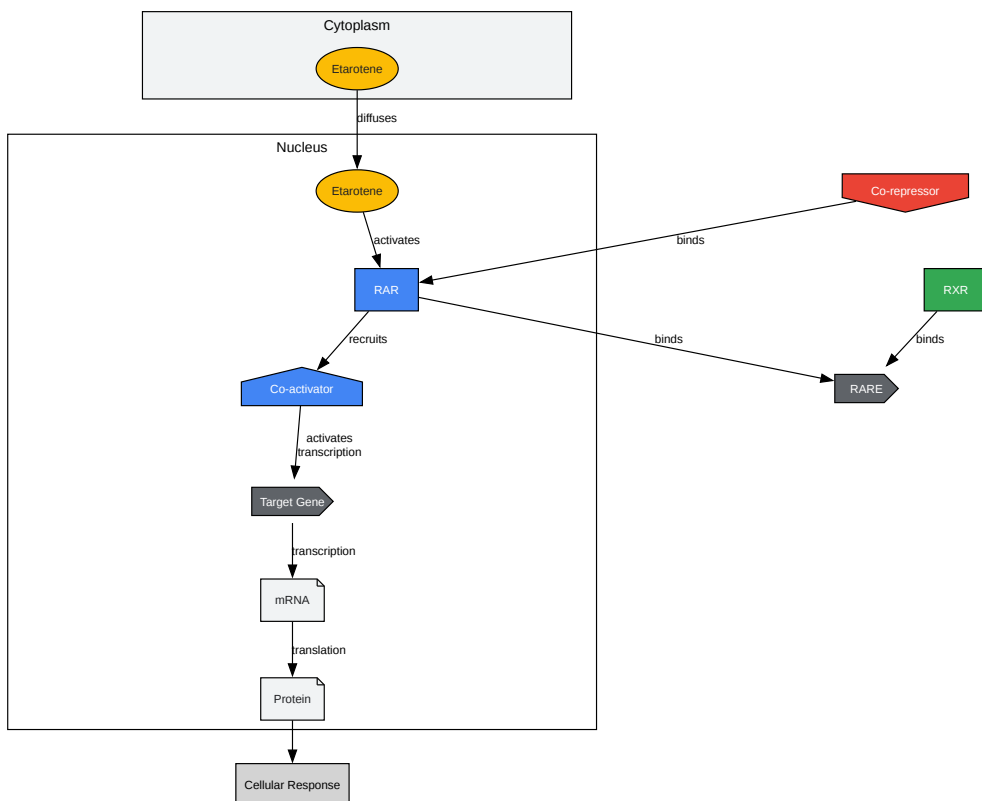 Cytoplasm
Etarotene
diffuses
Nucleus
Etarotene
Co-repressor
activates
binds
RAR
RXR
recruits
binds
binds
Co-activator
RARE
activates
transcription
Target Gene
transcription
mRNA
translation
Protein
Cellular Response